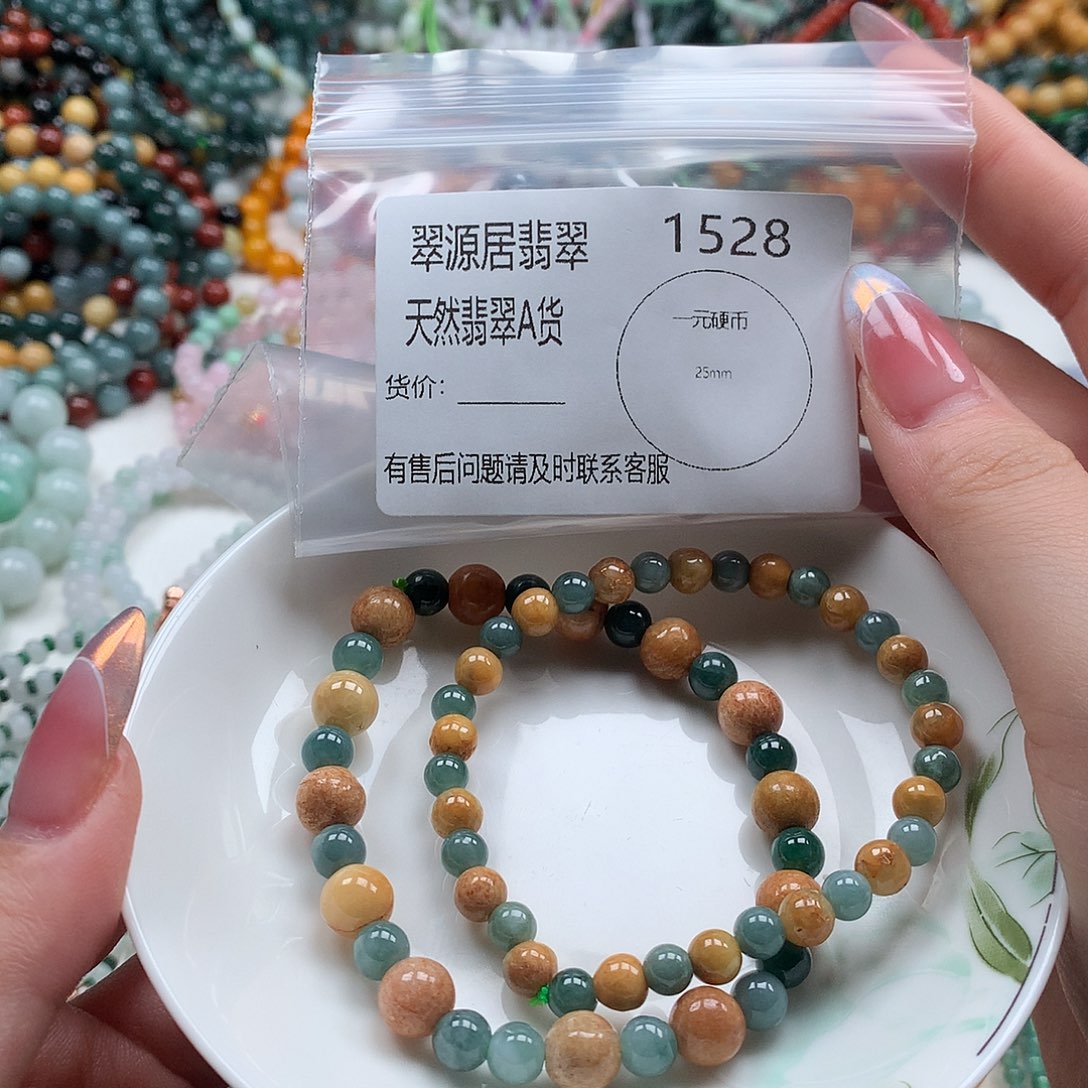 翠源居翡翠
1528
天然翡翠A货
一元硬币
25mm
货价：
有售后问题请及时联系客服